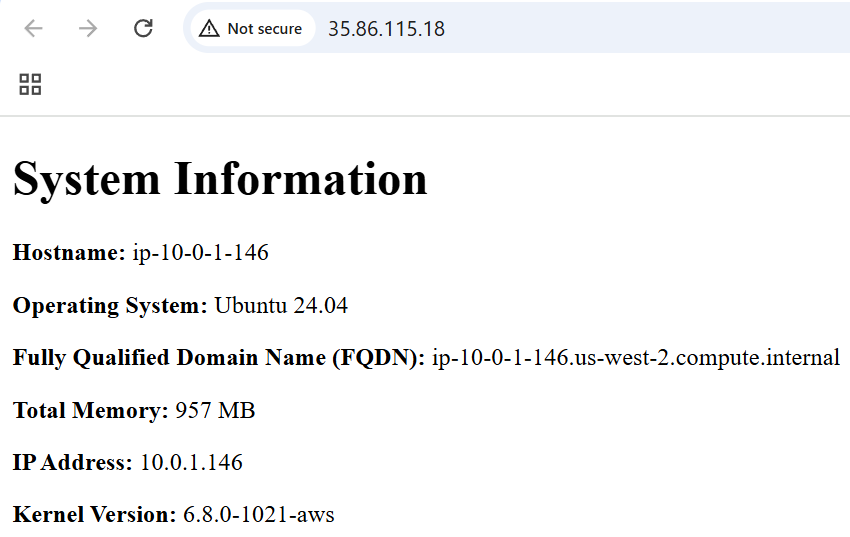 Not secure 35.86.115.18
System Information
Hostname: ip-10-0-1-146
Operating System: Ubuntu 24.04
Fully Qualified Domain Name (FQDN): ip-10-0-1-146.us-west-2.compute.internal
Total Memory: 957 MB
IP Address: 10.0.1.146
Kernel Version: 6.8.0-1021-aws